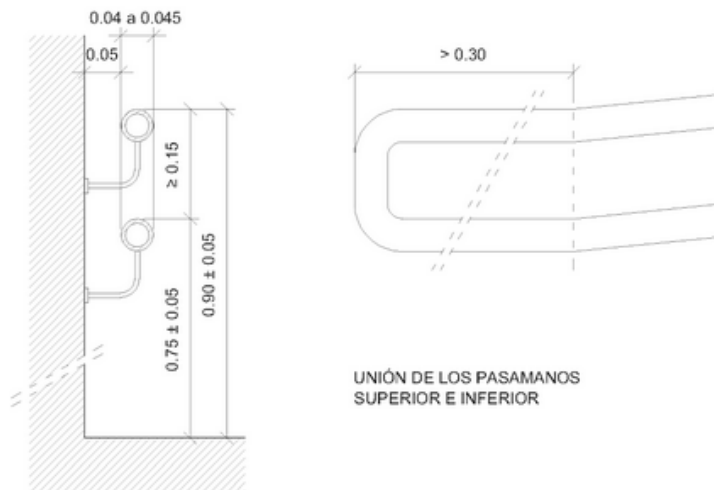 0.04 a 0.045
0.05
> 0.30
≥ 0.15
0.90 ± 0.05
0.75 ± 0.05
UNIÓN DE LOS PASAMANOS
SUPERIOR E INFERIOR